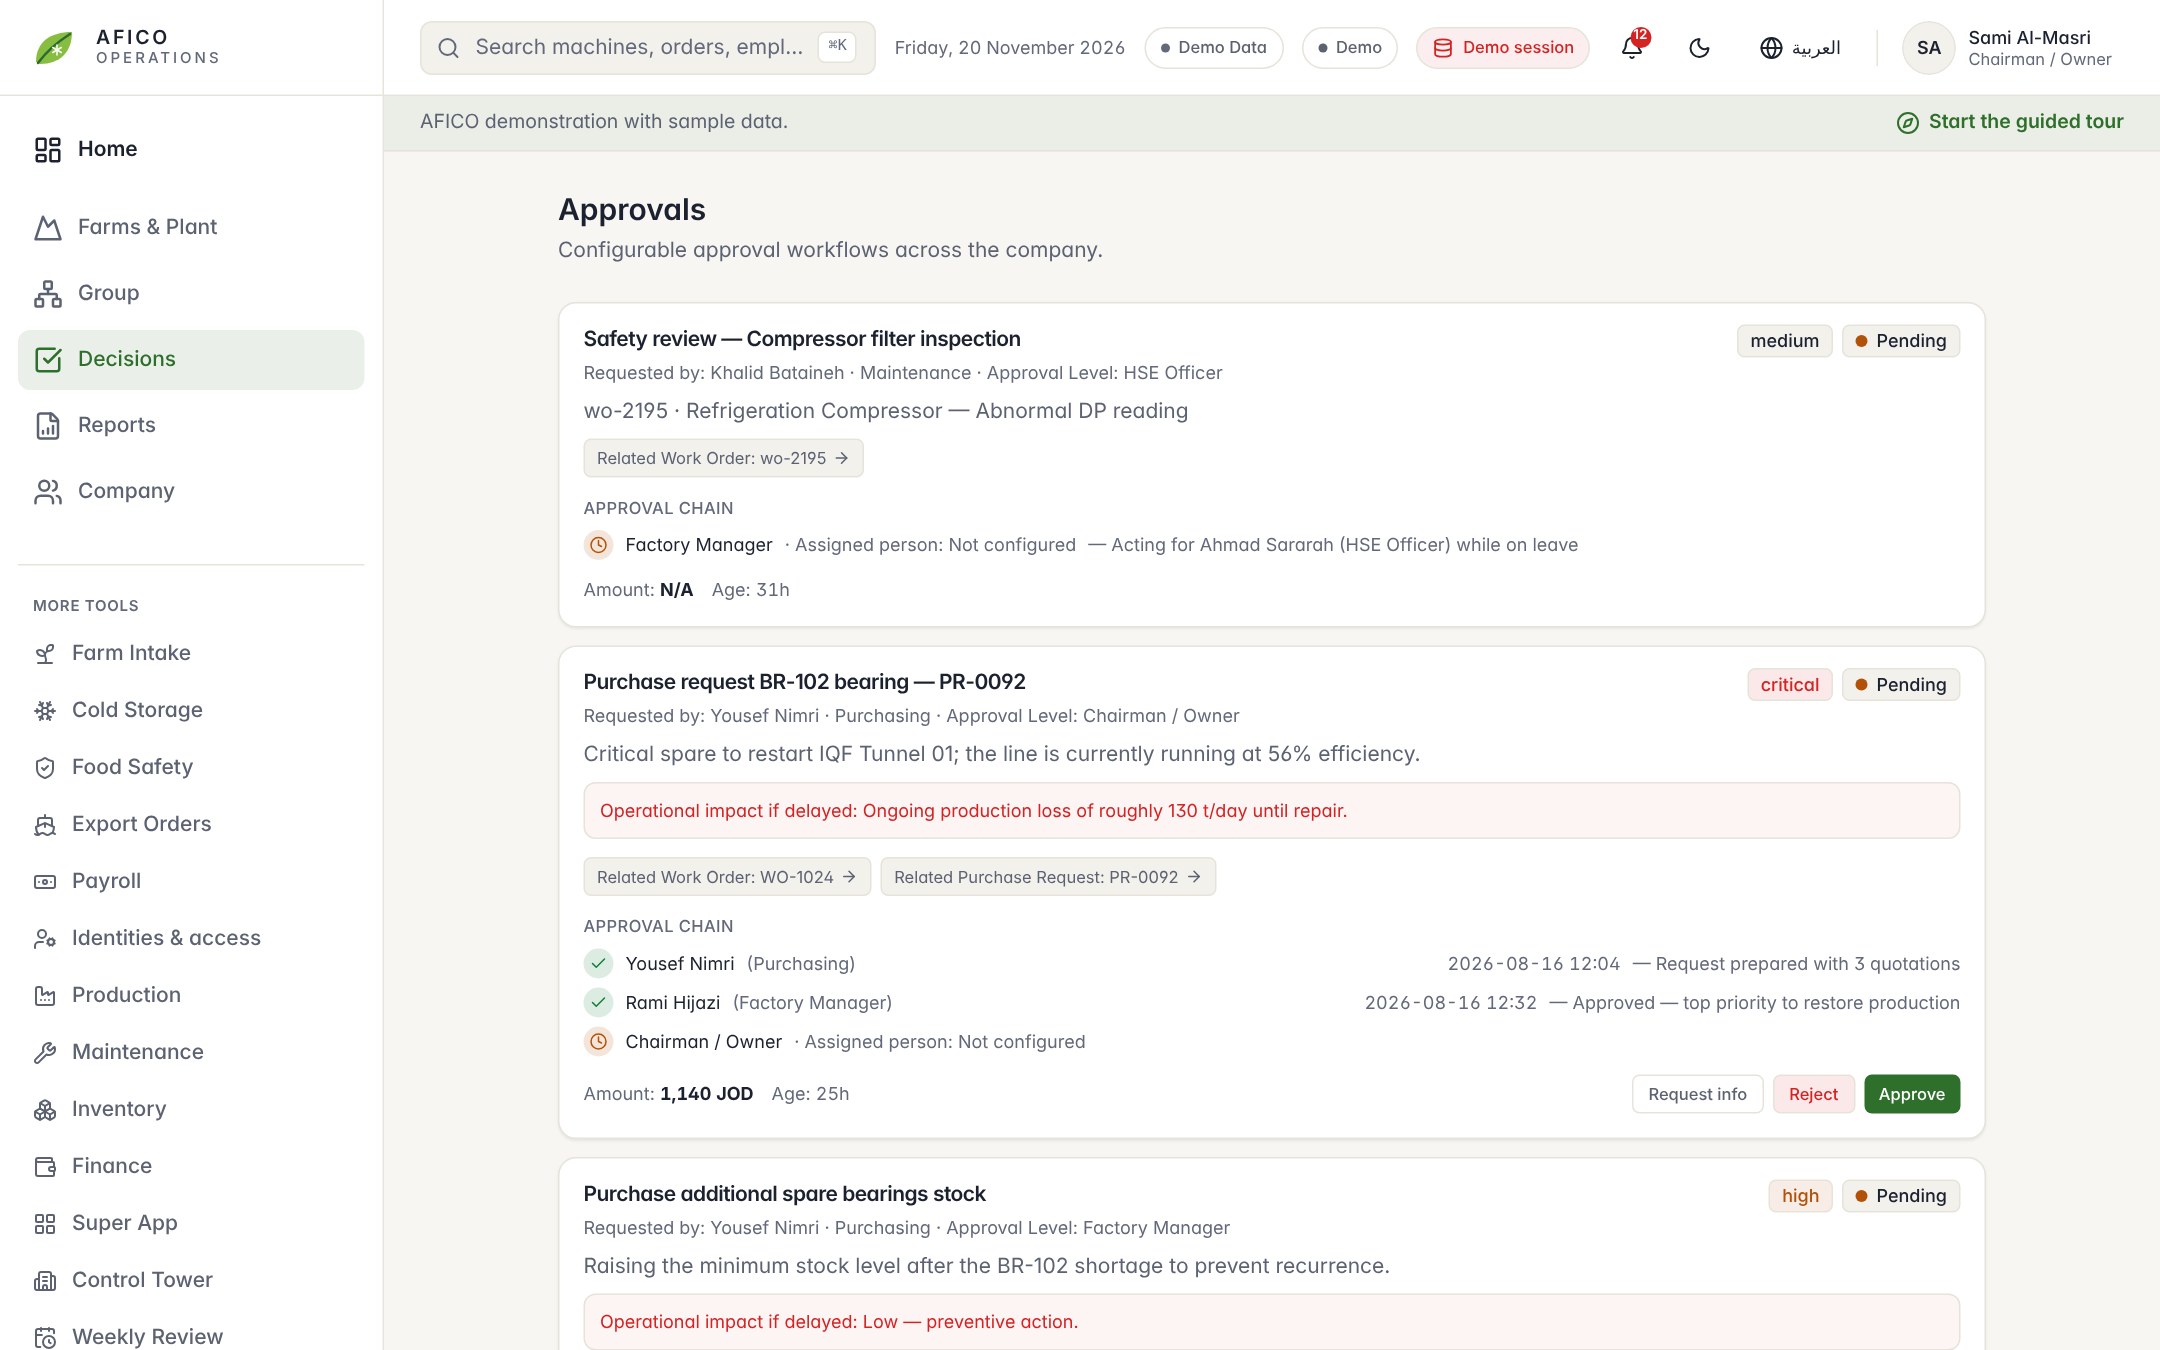 AFICO
OPERATIONS
Search machines, orders, empl... ⌘K
Friday, 20 November 2026
Demo Data
Demo
Demo session
12
العربية
SA
Sami Al-Masri
Chairman / Owner
AFICO demonstration with sample data.
Start the guided tour
Home
Farms & Plant
Group
Decisions
Reports
Company
MORE TOOLS
Farm Intake
Cold Storage
Food Safety
Export Orders
Payroll
Identities & access
Production
Maintenance
Inventory
Finance
Super App
Control Tower
Weekly Review
Approvals
Configurable approval workflows across the company.
Safety review — Compressor filter inspection
medium
Pending
Requested by: Khalid Bataineh · Maintenance · Approval Level: HSE Officer
wo-2195 · Refrigeration Compressor — Abnormal DP reading
Related Work Order: wo-2195 →
APPROVAL CHAIN
Factory Manager · Assigned person: Not configured — Acting for Ahmad Sararah (HSE Officer) while on leave
Amount: N/A Age: 31h
Purchase request BR-102 bearing — PR-0092
critical
Pending
Requested by: Yousef Nimri · Purchasing · Approval Level: Chairman / Owner
Critical spare to restart IQF Tunnel 01; the line is currently running at 56% efficiency.
Operational impact if delayed: Ongoing production loss of roughly 130 t/day until repair.
Related Work Order: WO-1024 →
Related Purchase Request: PR-0092 →
APPROVAL CHAIN
Yousef Nimri (Purchasing) 2026-08-16 12:04 — Request prepared with 3 quotations
Rami Hijazi (Factory Manager) 2026-08-16 12:32 — Approved — top priority to restore production
Chairman / Owner · Assigned person: Not configured
Amount: 1,140 JOD Age: 25h
Request info
Reject
Approve
Purchase additional spare bearings stock
high
Pending
Requested by: Yousef Nimri · Purchasing · Approval Level: Factory Manager
Raising the minimum stock level after the BR-102 shortage to prevent recurrence.
Operational impact if delayed: Low — preventive action.